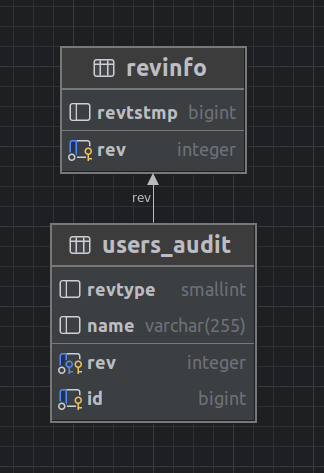 revinfo
revtstmp bigint
rev integer
rev
users_audit
revtype smallint
name varchar(255)
rev integer
id bigint